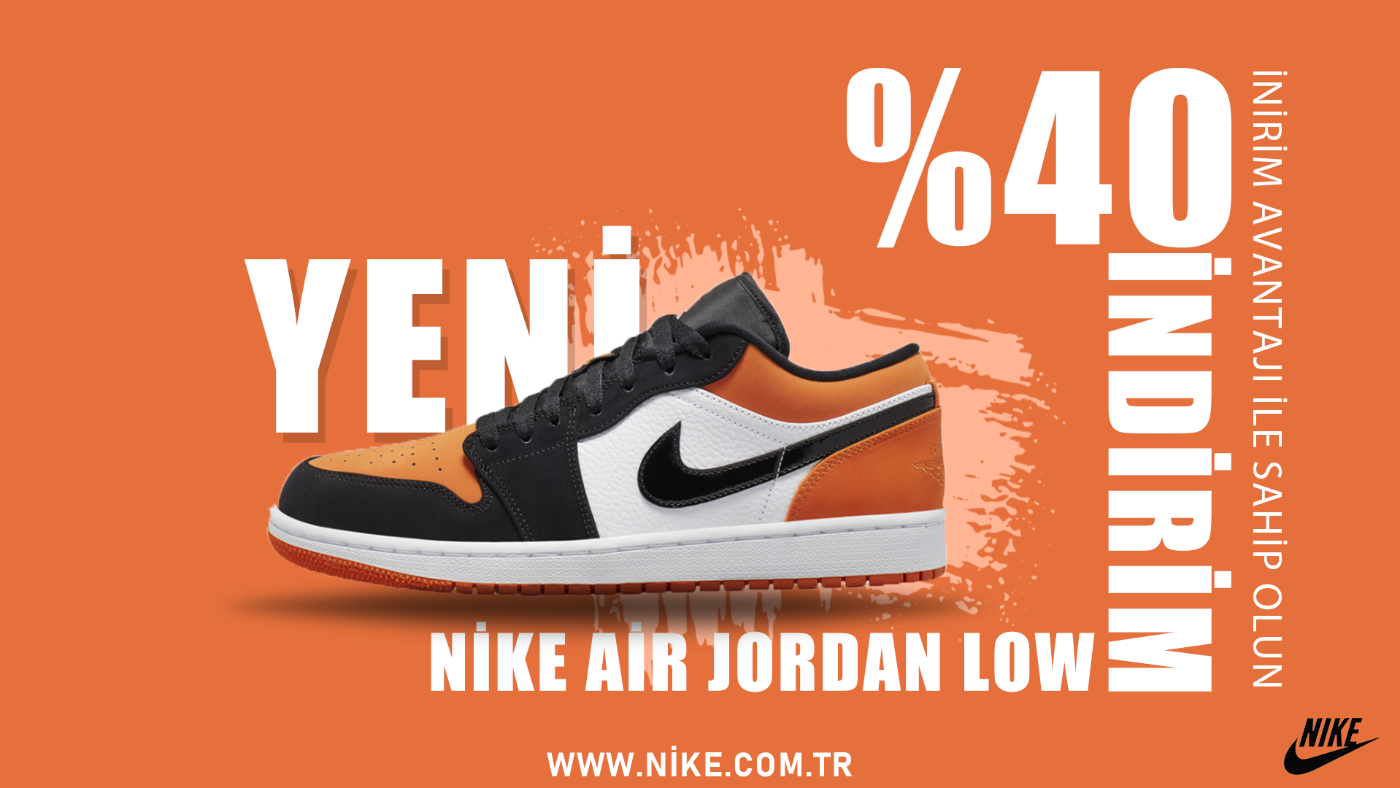 %40
İNDİRİM
İNİRİM AVANTAJI İLE SAHİP OLUN
YENİ
NİKE AİR JORDAN LOW
WWW.NİKE.COM.TR
NIKE